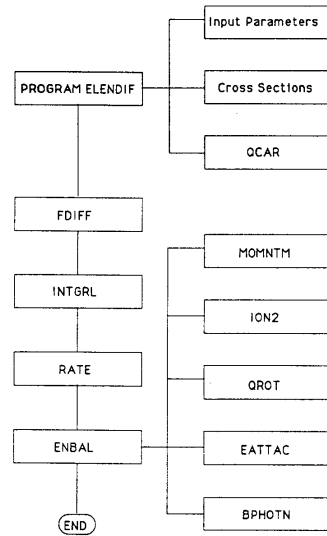 Input Parameters
PROGRAM ELENDIF
Cross Sections
QCAR
FDIFF
MOMNTM
INTGRL
ION2
RATE
QROT
ENBAL
EATTAC
BPHOTN
END